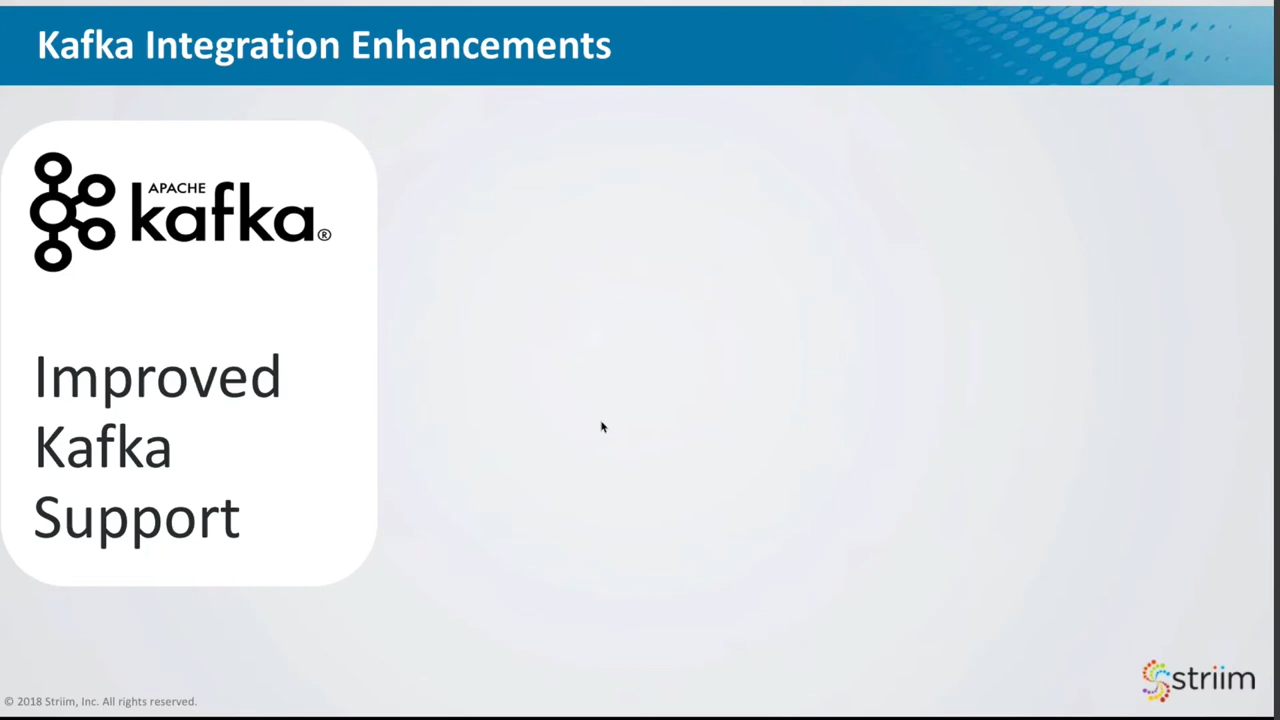 Kafka Integration Enhancements
APACHE
kafka®
Improved
Kafka
Support
© 2018 Striim, Inc. All rights reserved.
striim